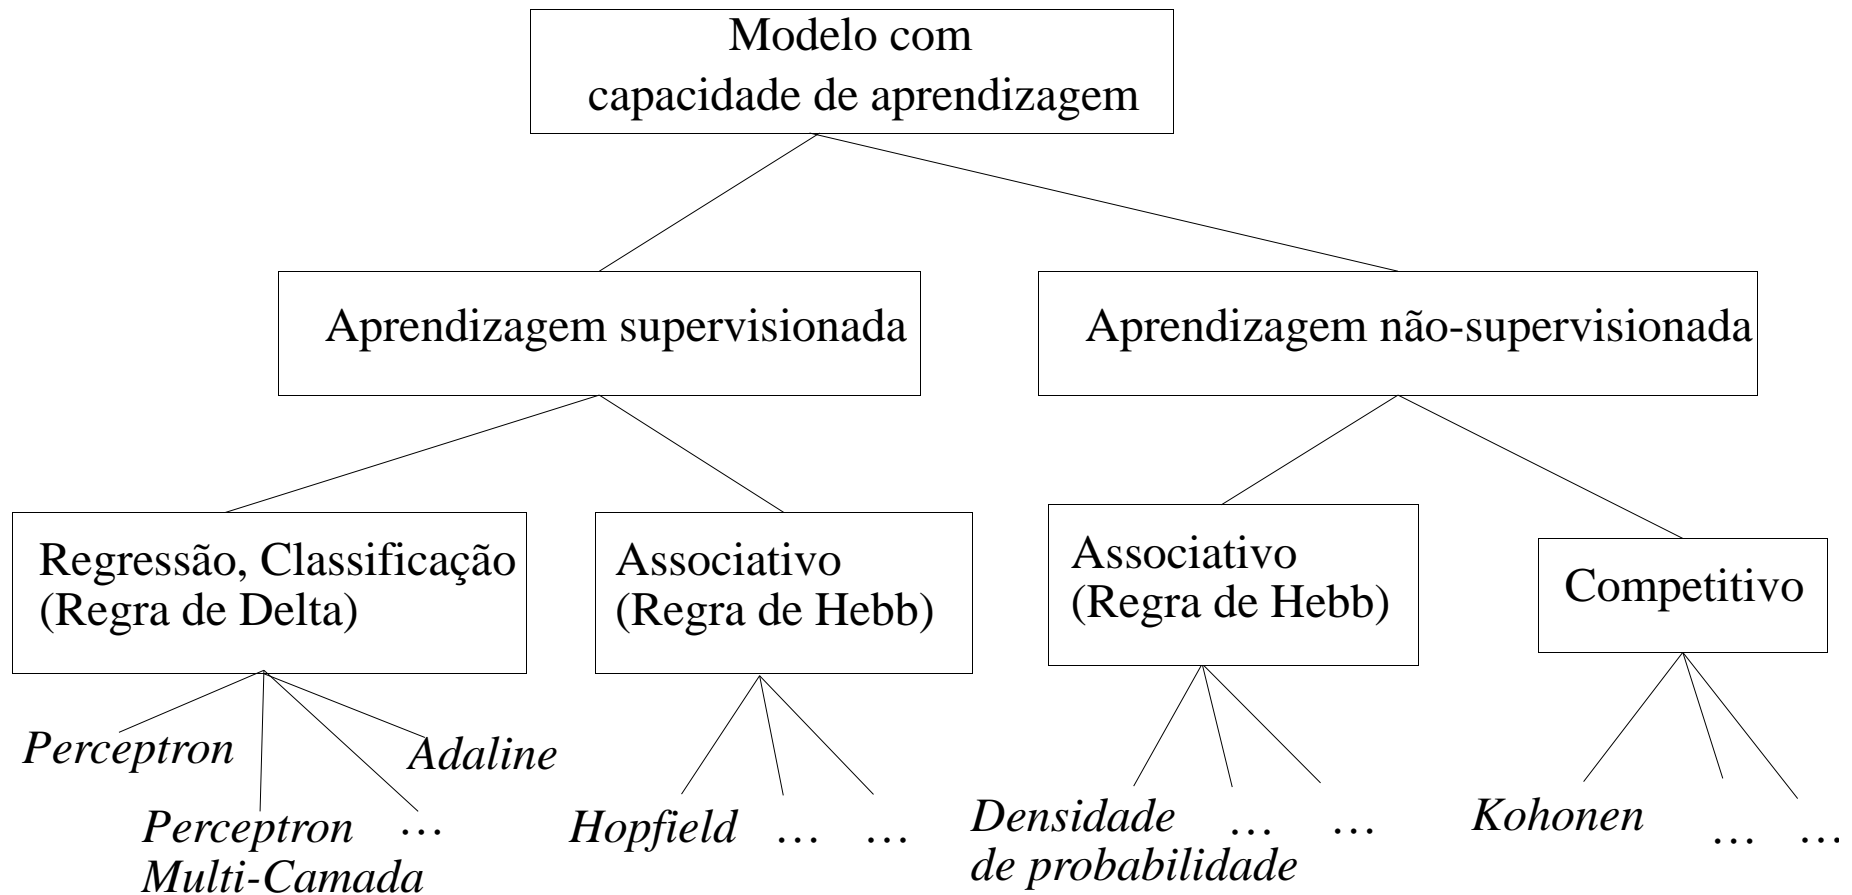 Modelo com
capacidade de aprendizagem
Aprendizagem supervisionada
Aprendizagem não-supervisionada
Regressão, Classificação
(Regra de Delta)
Associativo
(Regra de Hebb)
Associativo
(Regra de Hebb)
Competitivo
Perceptron
Adaline
Perceptron
Multi-Camada
...
Hopfield
...
...
Densidade
de probabilidade
...
...
Kohonen
...
...